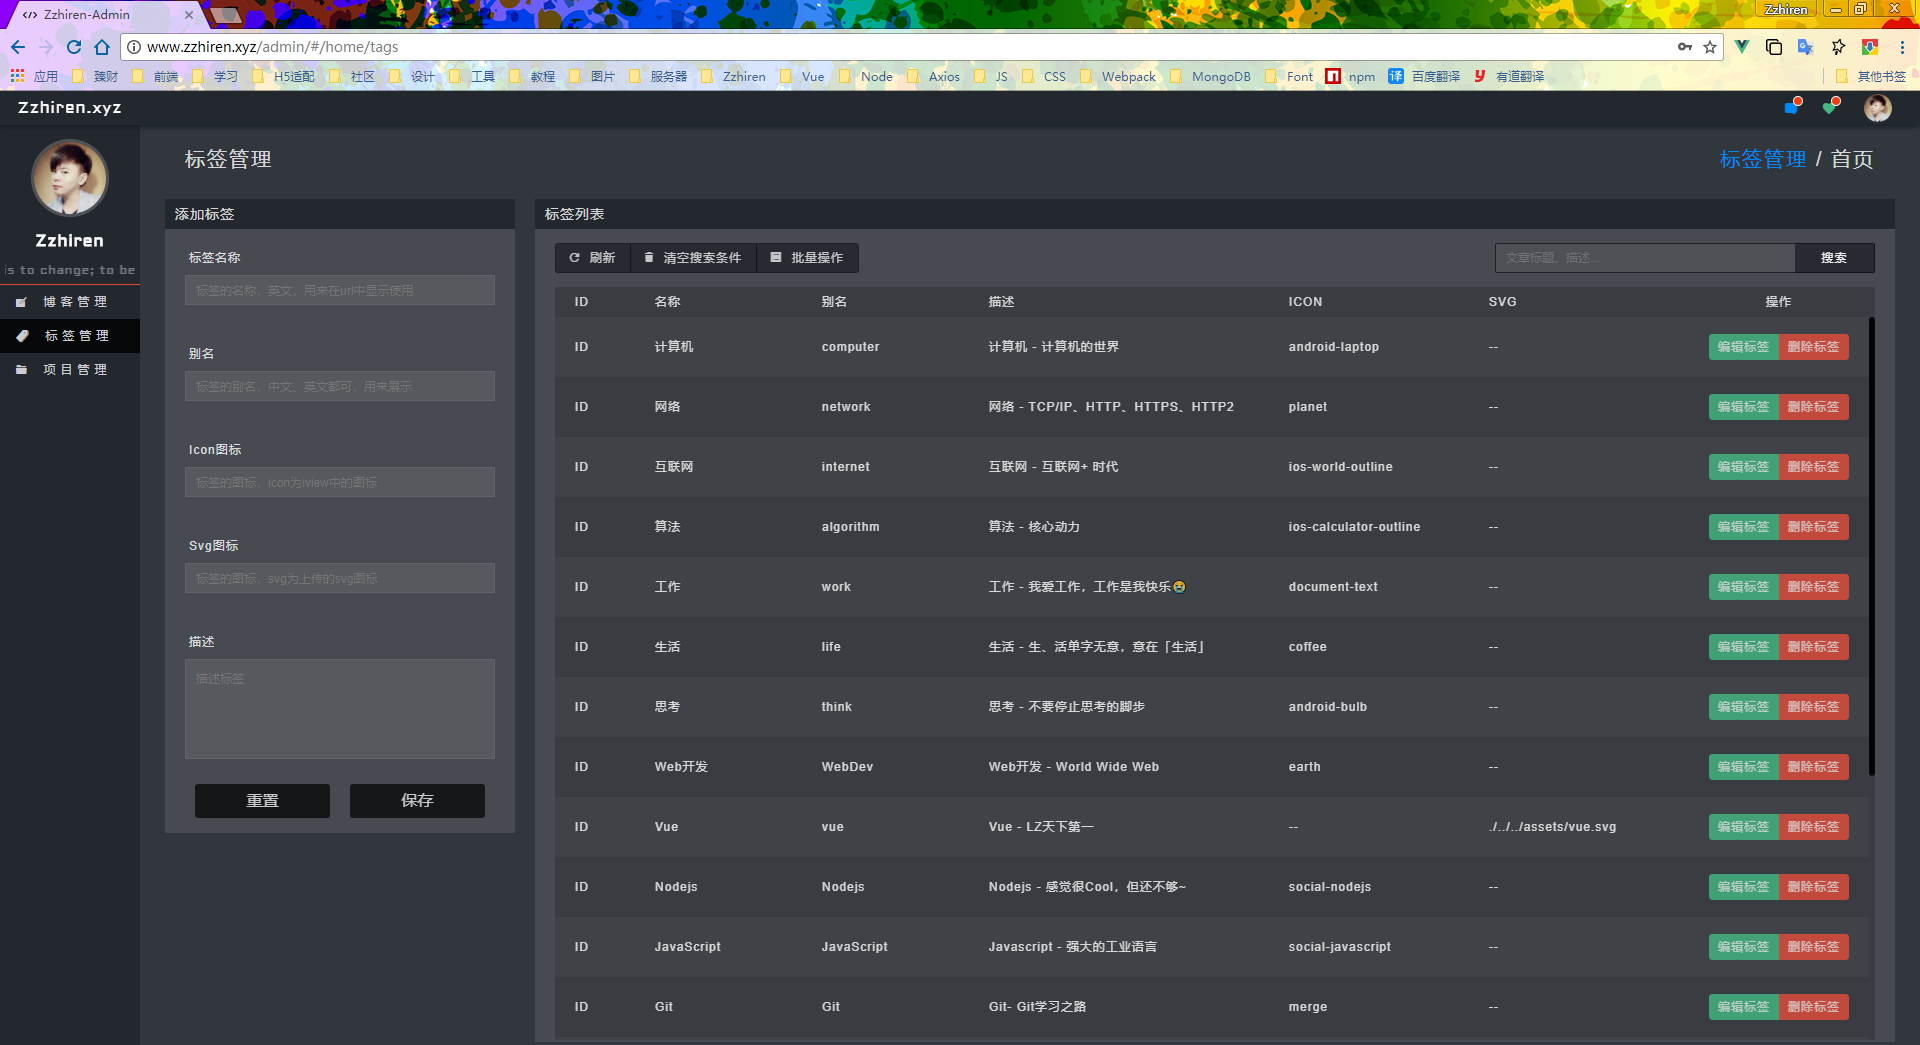 Zzhiren-Admin
Zzhiren
www.zzhiren.xyz/admin/#/home/tags
应用 臻财 前端 学习 H5适配 社区 设计 工具 教程 图片 服务器 Zzhiren Vue Node Axios JS CSS Webpack MongoDB Font npm 百度翻译 有道翻译 其他书签
Zzhiren.xyz
Zzhiren
is to change; to be
博客管理
标签管理
项目管理
标签管理
标签管理 / 首页
添加标签
标签名称
标签的名称，英文，用来在url中显示使用
别名
标签的别名，中文、英文都可，用来展示
Icon图标
标签的图标，icon为iview中的图标
Svg图标
标签的图标，svg为上传的svg图标
描述
描述标签
重置 保存
标签列表
刷新 清空搜索条件 批量操作
文章标题、描述... 搜索
ID 名称 别名 描述 ICON SVG 操作
ID 计算机 computer 计算机 - 计算机的世界 android-laptop -- 编辑标签 删除标签
ID 网络 network 网络 - TCP/IP、HTTP、HTTPS、HTTP2 planet -- 编辑标签 删除标签
ID 互联网 internet 互联网 - 互联网+ 时代 ios-world-outline -- 编辑标签 删除标签
ID 算法 algorithm 算法 - 核心动力 ios-calculator-outline -- 编辑标签 删除标签
ID 工作 work 工作 - 我爱工作，工作是我快乐😭 document-text -- 编辑标签 删除标签
ID 生活 life 生活 - 生、活单字无意，意在「生活」 coffee -- 编辑标签 删除标签
ID 思考 think 思考 - 不要停止思考的脚步 android-bulb -- 编辑标签 删除标签
ID Web开发 WebDev Web开发 - World Wide Web earth -- 编辑标签 删除标签
ID Vue vue Vue - LZ天下第一 -- ./../../assets/vue.svg 编辑标签 删除标签
ID Nodejs Nodejs Nodejs - 感觉很Cool，但还不够~ social-nodejs -- 编辑标签 删除标签
ID JavaScript JavaScript Javascript - 强大的工业语言 social-javascript -- 编辑标签 删除标签
ID Git Git Git- Git学习之路 merge -- 编辑标签 删除标签